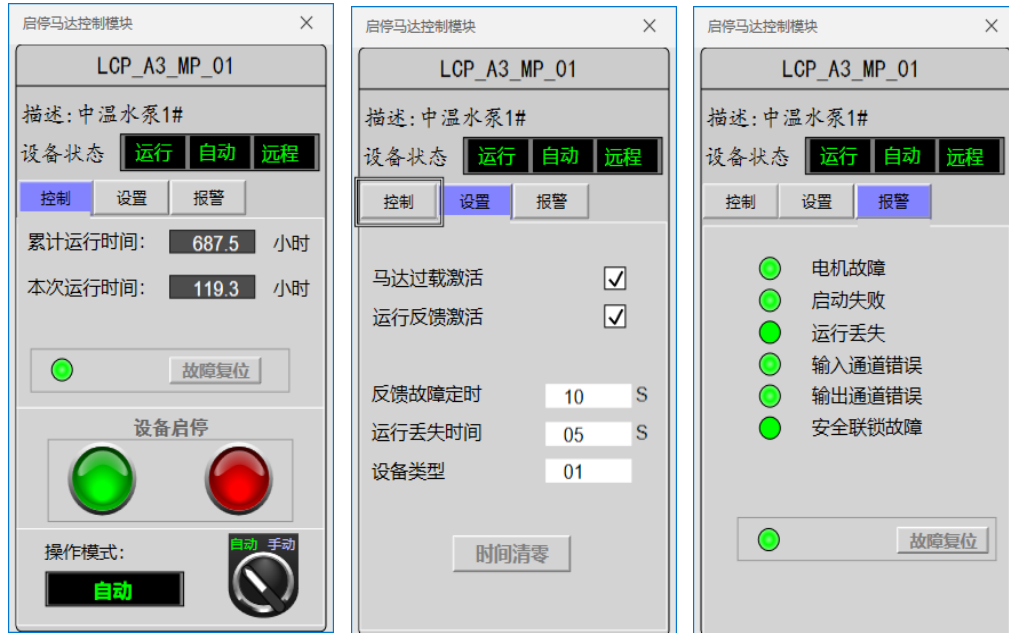 启停马达控制模块
LCP_A3_MP_01
描述:中温水泵1#
设备状态 运行 自动 远程
控制 设置 报警
累计运行时间: 687.5 小时
本次运行时间: 119.3 小时
故障复位
设备启停
操作模式:
自动 手动
自动
启停马达控制模块
LCP_A3_MP_01
描述:中温水泵1#
设备状态 运行 自动 远程
控制 设置 报警
马达过载激活
运行反馈激活
反馈故障定时 10 S
运行丢失时间 05 S
设备类型 01
时间清零
启停马达控制模块
LCP_A3_MP_01
描述:中温水泵1#
设备状态 运行 自动 远程
控制 设置 报警
电机故障
启动失败
运行丢失
输入通道错误
输出通道错误
安全联锁故障
故障复位